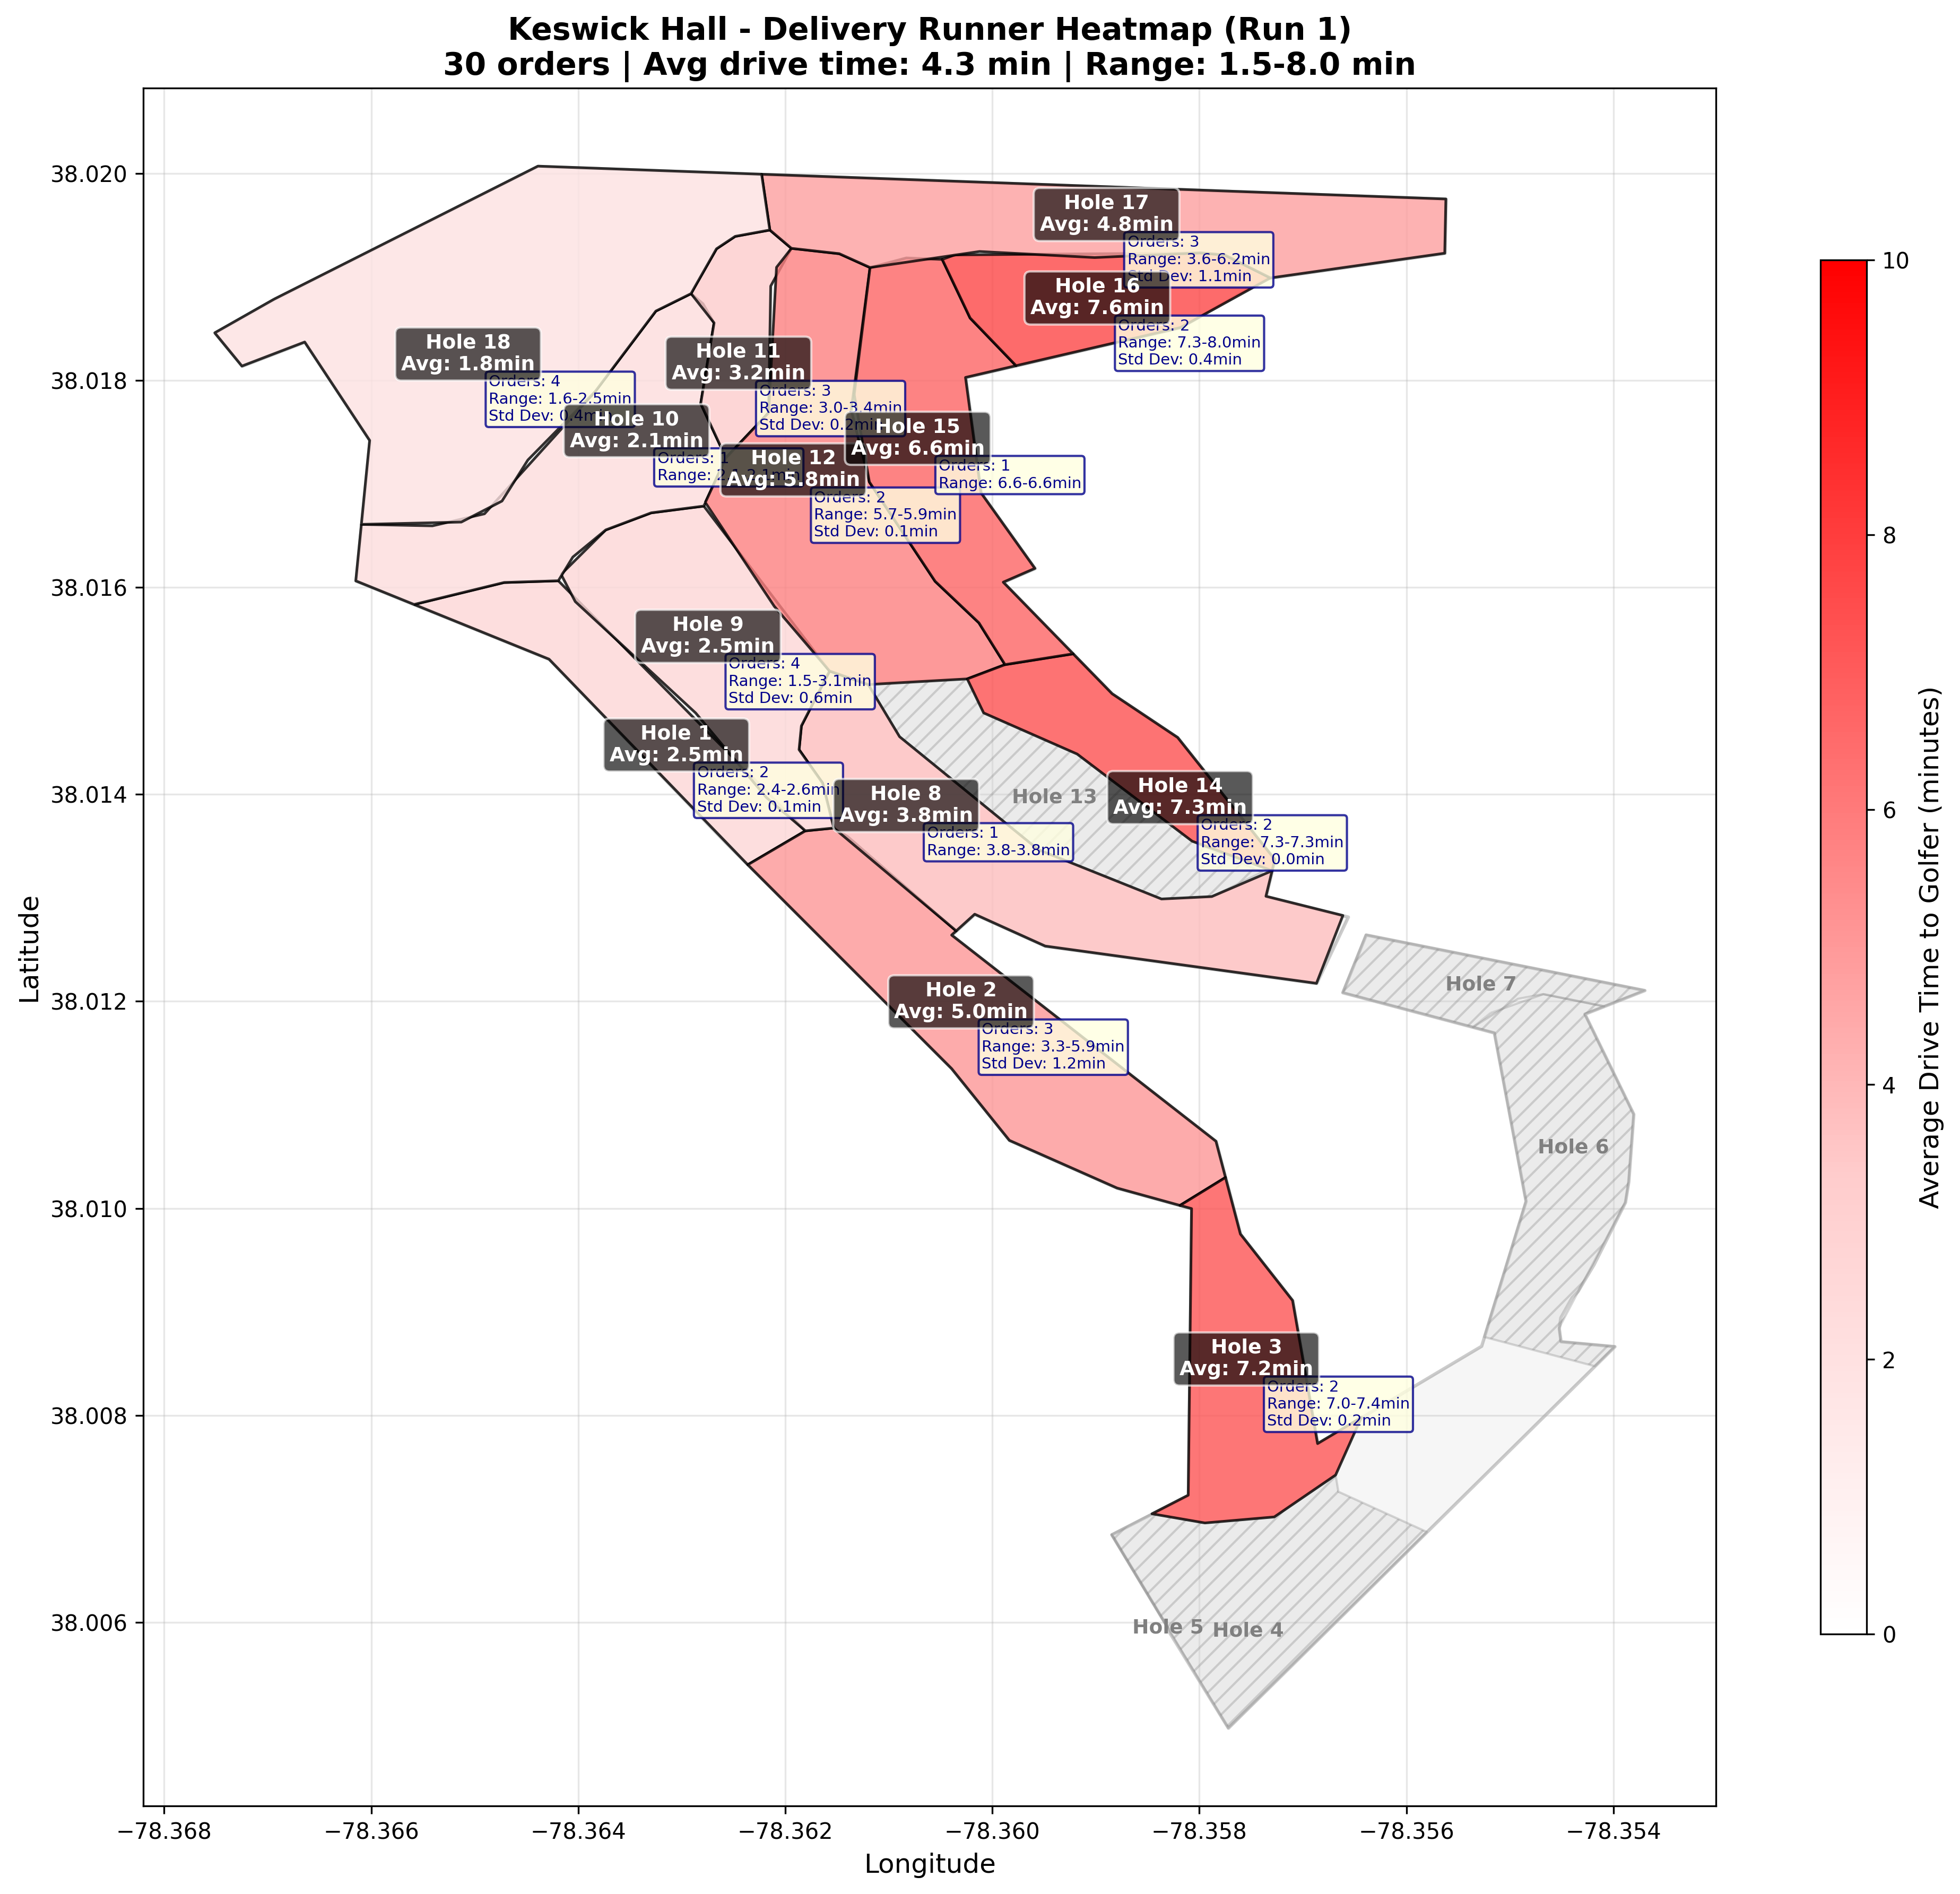 Keswick Hall - Delivery Runner Heatmap (Run 1)
30 orders | Avg drive time: 4.3 min | Range: 1.5-8.0 min
Latitude
38.020
38.018
38.016
38.014
38.012
38.010
38.008
38.006
Hole 17
Avg: 4.8min
Orders: 3
Range: 3.6-6.2min
Std Dev: 1.1min
Hole 16
Avg: 7.6min
Orders: 2
Range: 7.3-8.0min
Std Dev: 0.4min
Hole 18
Avg: 1.8min
Orders: 4
Range: 1.6-2.5min
Std Dev: 0.4min
Hole 11
Avg: 3.2min
Orders: 3
Range: 3.0-3.4min
Std Dev: 0.2min
Hole 10
Avg: 2.1min
Orders: 1
Range: 2.1-2.1min
Hole 15
Avg: 6.6min
Orders: 1
Range: 6.6-6.6min
Hole 12
Avg: 5.8min
Orders: 2
Range: 5.7-5.9min
Std Dev: 0.1min
Hole 9
Avg: 2.5min
Orders: 4
Range: 1.5-3.1min
Std Dev: 0.6min
Hole 1
Avg: 2.5min
Orders: 2
Range: 2.4-2.6min
Std Dev: 0.1min
Hole 8
Avg: 3.8min
Orders: 1
Range: 3.8-3.8min
Hole 13
Hole 14
Avg: 7.3min
Orders: 2
Range: 7.3-7.3min
Std Dev: 0.0min
Hole 7
Hole 2
Avg: 5.0min
Orders: 3
Range: 3.3-5.9min
Std Dev: 1.2min
Hole 6
Hole 3
Avg: 7.2min
Orders: 2
Range: 7.0-7.4min
Std Dev: 0.2min
Hole 5
Hole 4
−78.368
−78.366
−78.364
−78.362
−78.360
−78.358
−78.356
−78.354
Longitude
10
8
6
4
2
0
Average Drive Time to Golfer (minutes)